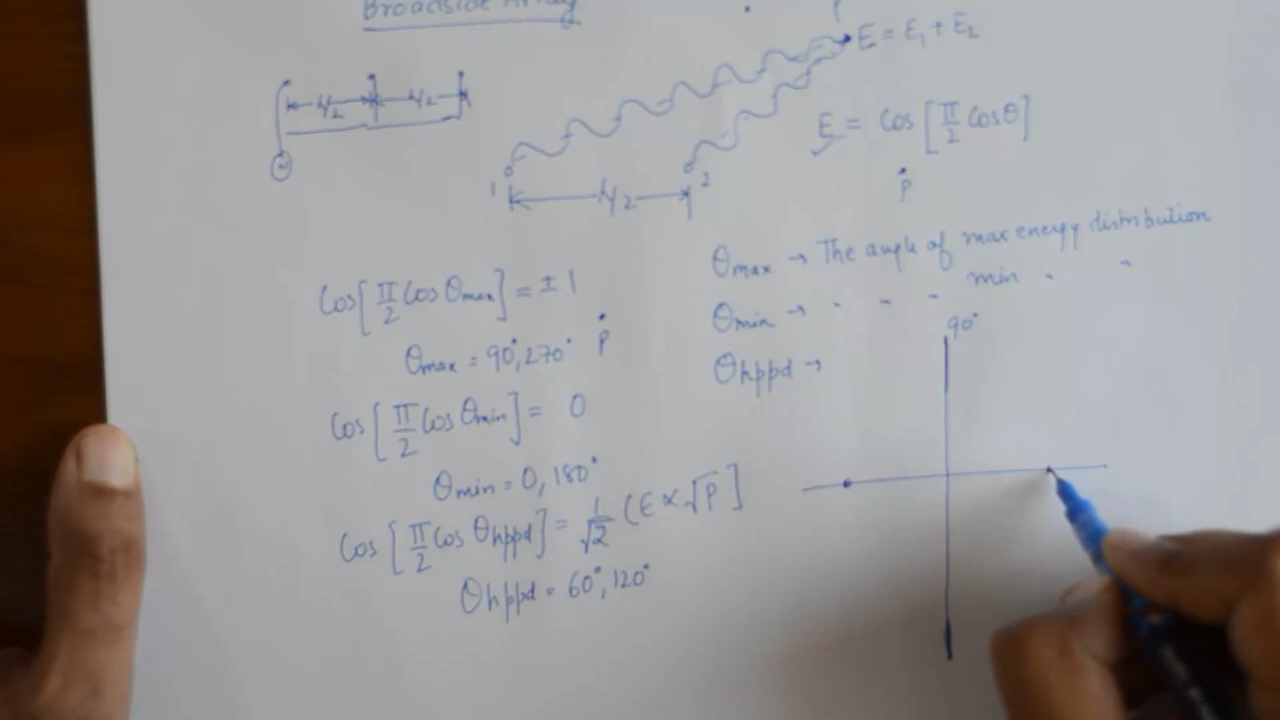 Broadside Array
λ/2 λ/2
E = E₁ + E₂
E = Cos[π/2 Cosθ]
P
1 λ/2 2
θmax → The angle of max energy distribution
θmin → " " " min " "
θhppd →
Cos[π/2 Cos θmax] = ±1
θmax = 90°, 270°
P
Cos[π/2 Cos θmin] = 0
θmin = 0, 180°
Cos[π/2 Cos θhppd] = 1/√2 (E ∝ √P]
θhppd = 60°, 120°
90°